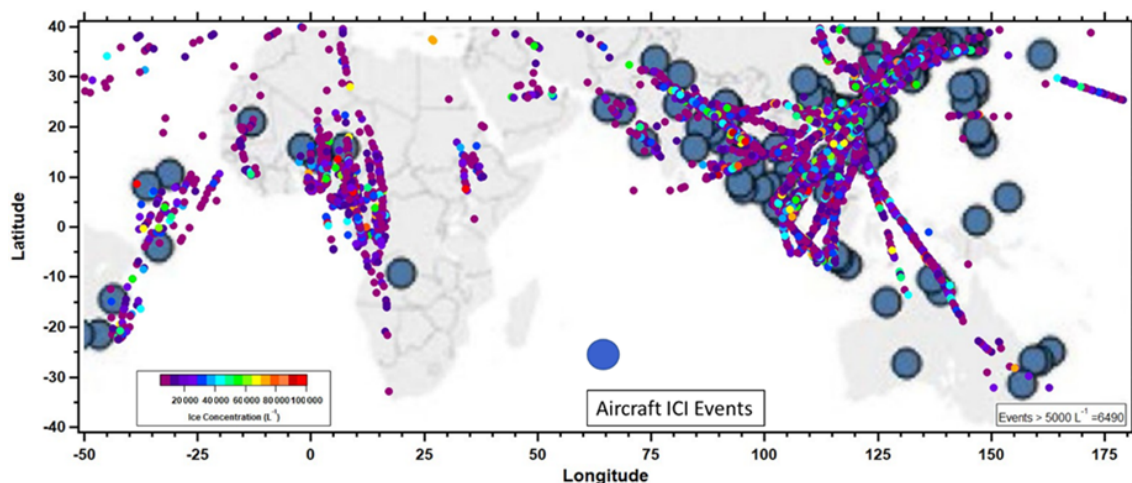 40
30
20
10
0
-10
-20
-30
-40
Latitude
20 000 40 000 60 000 80 000 100 000
Ice Concentration (L⁻¹)
Aircraft ICI Events
Events > 5000 L⁻¹ =6490
-50 -25 0 25 50 75 100 125 150 175
Longitude